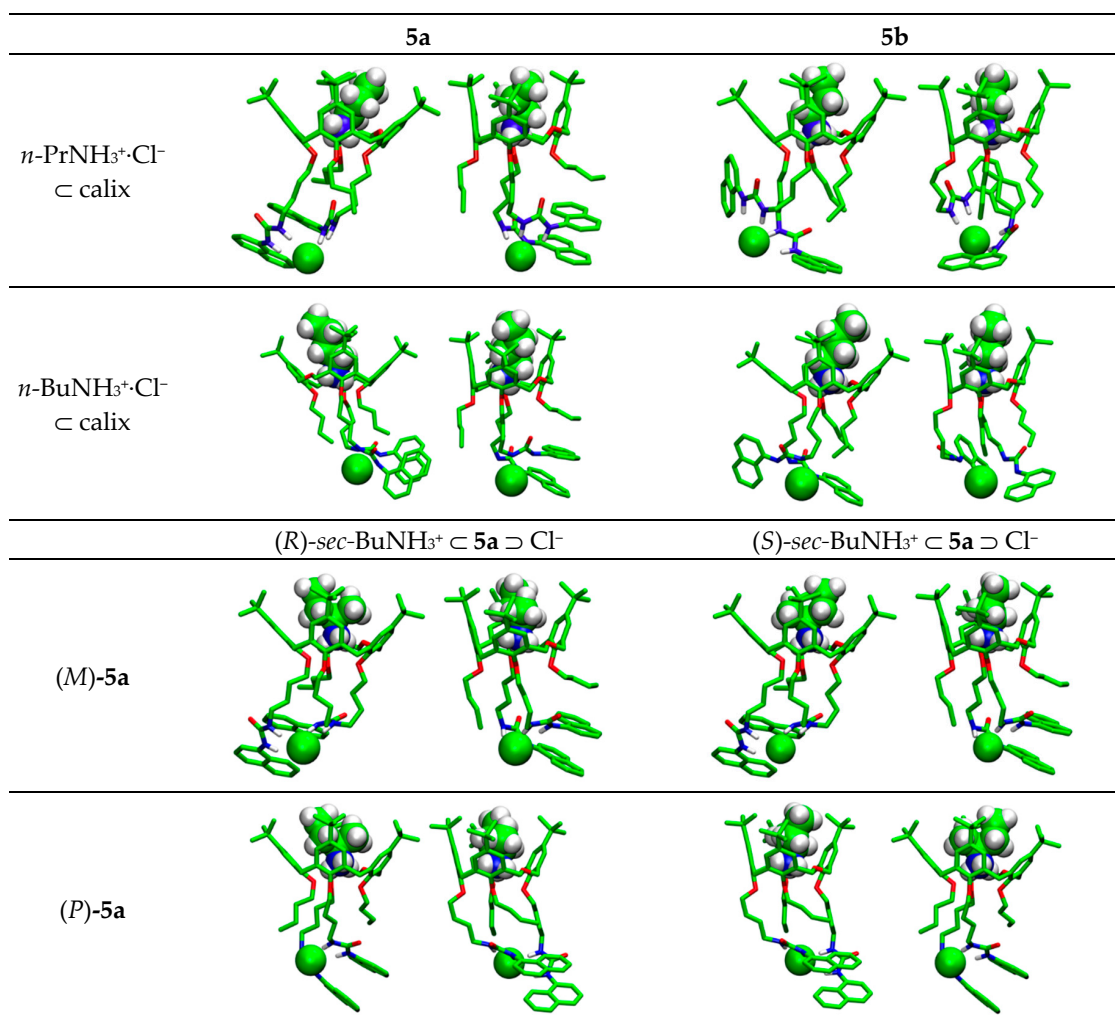 5a 5b
n-PrNH₃⁺·Cl⁻
⊂ calix
n-BuNH₃⁺·Cl⁻
⊂ calix
(R)-sec-BuNH₃⁺ ⊂ 5a ⊃ Cl⁻ (S)-sec-BuNH₃⁺ ⊂ 5a ⊃ Cl⁻
(M)-5a
(P)-5a